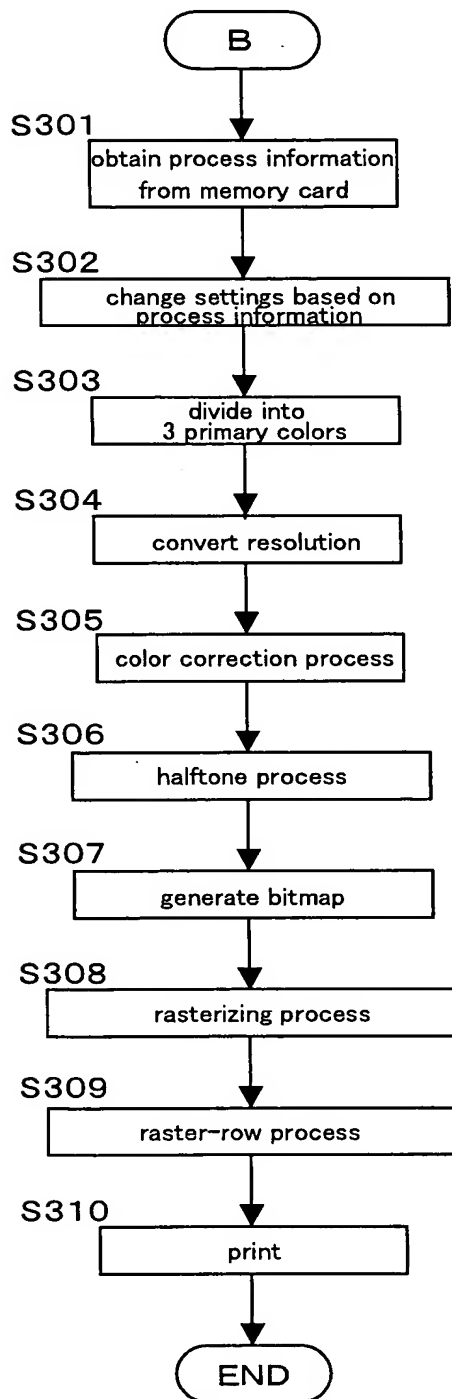 B
S301
obtain process information
from memory card
S302
change settings based on
process information
S303
divide into
3 primary colors
S304
convert resolution
S305
color correction process
S306
halftone process
S307
generate bitmap
S308
rasterizing process
S309
raster-row process
S310
print
END